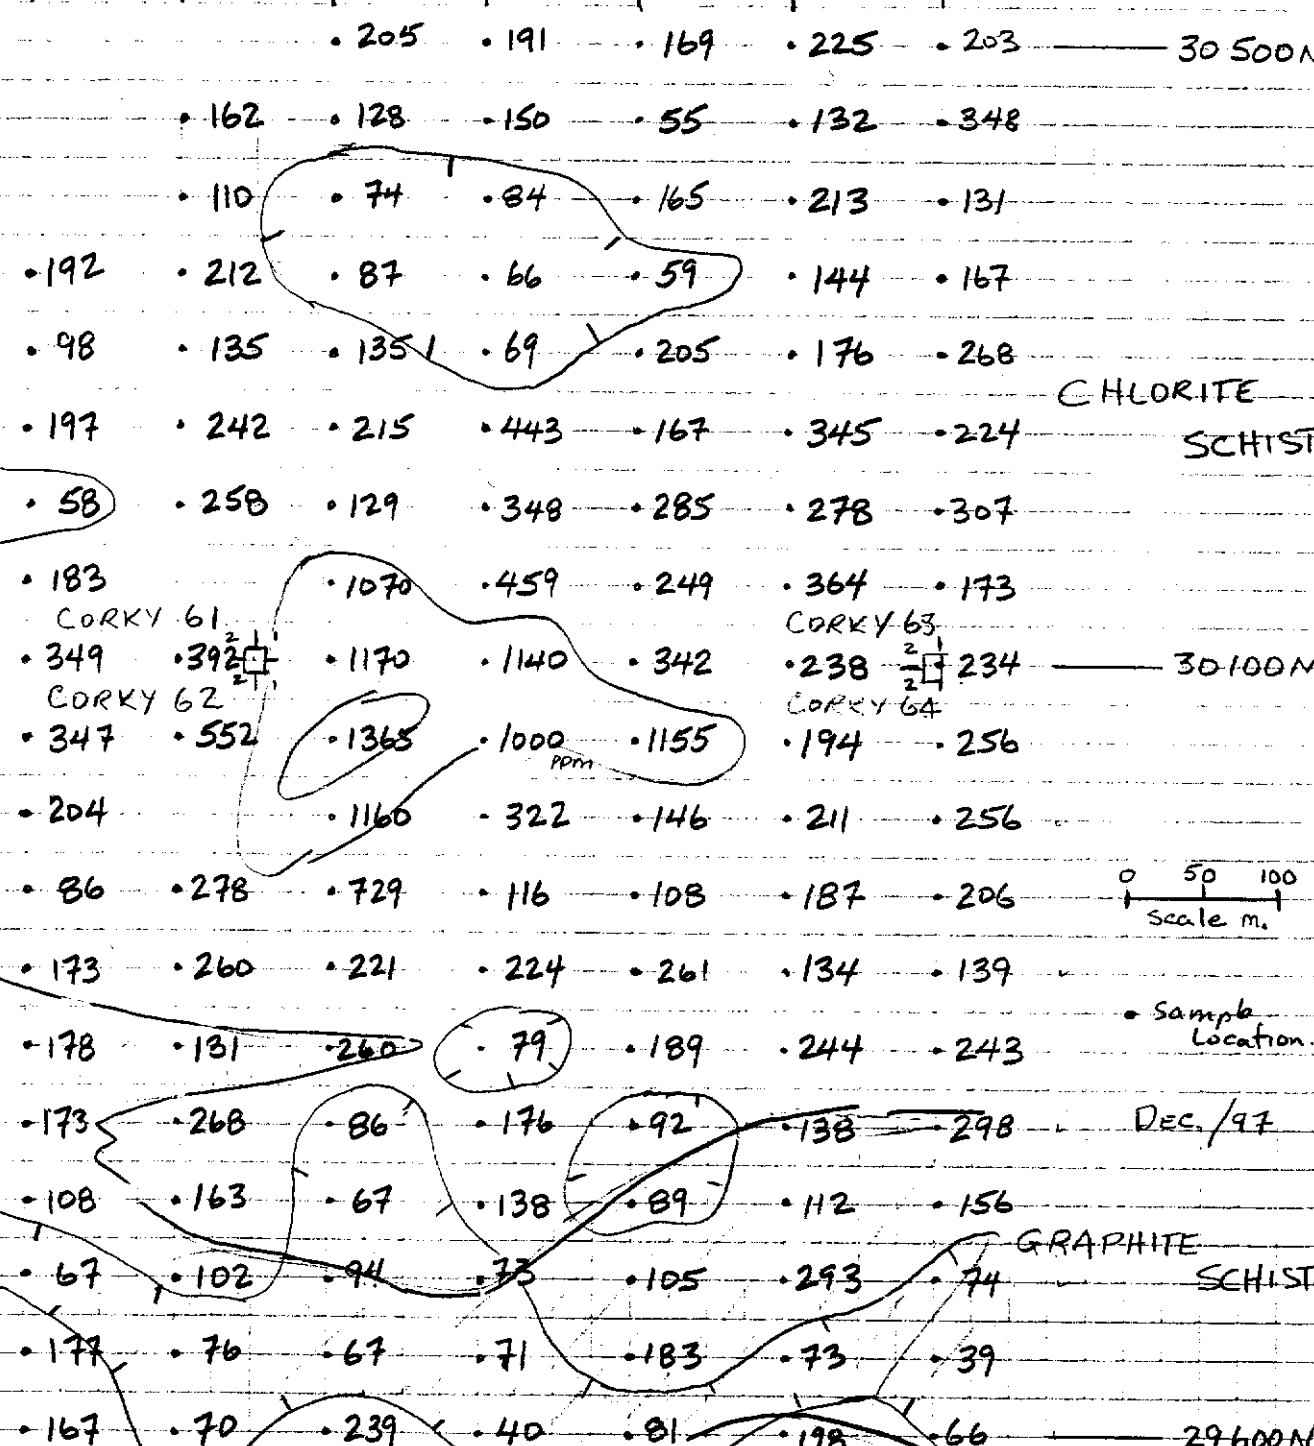 • 205 • 191 • 169 • 225 • 203 30 500N
• 162 • 128 • 150 • 55 • 132 • 348
• 110 • 74 • 84 • 165 • 213 • 131
• 192 • 212 • 87 • 66 • 59 • 144 • 167
• 98 • 135 • 135 • 69 • 205 • 176 • 268
CHLORITE
• 197 • 242 • 215 • 443 • 167 • 345 • 224
SCHIST
• 58 • 258 • 129 • 348 • 285 • 278 • 307
• 183 • 1070 • 459 • 249 • 364 • 173
CORKY 61 CORKY 63
• 349 • 392 • 1170 • 1140 • 342 • 238 234 30100N
CORKY 62 CORKY 64
• 347 • 552 • 1365 • 1000 • 1155 • 194 • 256
ppm
• 204 • 1160 • 322 • 146 • 211 • 256
0 50 100
• 86 • 278 • 729 • 116 • 108 • 187 • 206
Scale m.
• 173 • 260 • 221 • 224 • 261 • 134 • 139
• Sample
Location.
• 178 • 131 • 260 • 79 • 189 • 244 • 243
• 173 • 268 • 86 • 176 • 92 • 138 • 298 DEC./97
• 108 • 163 • 67 • 138 • 89 • 112 • 156
GRAPHITE
• 67 • 102 • 94 • 73 • 105 • 293 • 74 SCHIST
• 177 • 76 • 67 • 71 • 183 • 73 • 39
• 167 • 70 • 239 • 40 • 81 • 198 • 66 29600N